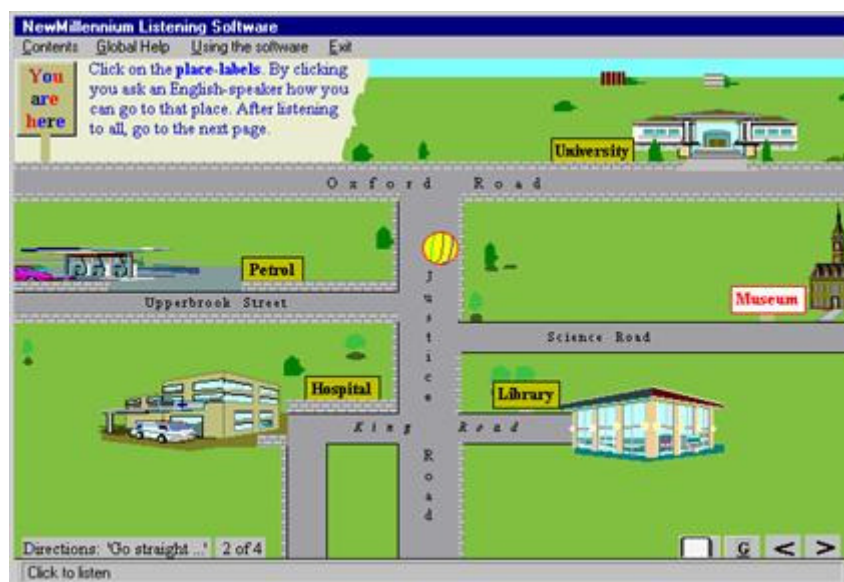 NewMillennium Listening Software
Contents Global Help Using the software Exit
You
are
here
Click on the place-labels. By clicking
you ask an English-speaker how you
can go to that place. After listening
to all, go to the next page.
University
Oxford Road
Petrol
Upperbrook Street
Justice Road
Museum
Science Road
Hospital
Library
King Road
Directions: 'Go straight ...' 2 of 4
G < >
Click to listen